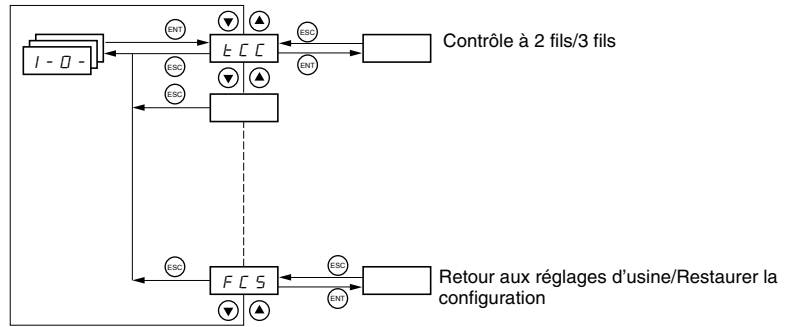 ENT
ESC
t C C
Contrôle à 2 fils/3 fils
I - O -
ESC
ENT
ESC
ESC
ESC
F C S
ENT
Retour aux réglages d'usine/Restaurer la
configuration